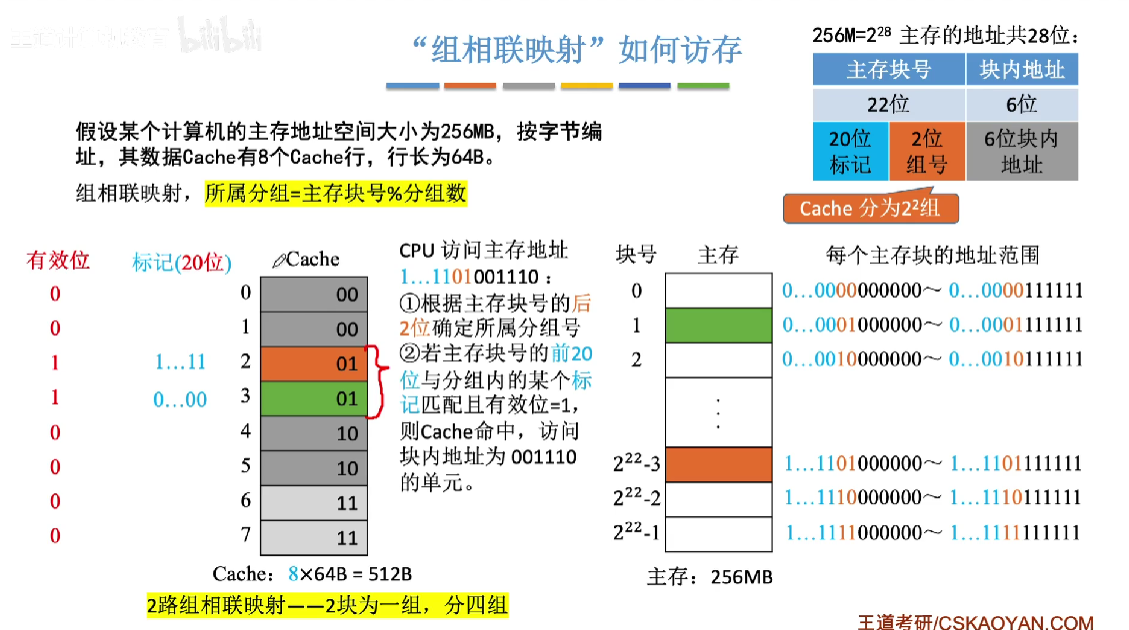 “组相联映射”如何访存
256M=2²⁸ 主存的地址共28位：
主存块号 块内地址
22位 6位
20位标记 2位组号 6位块内地址
Cache 分为2²组
假设某个计算机的主存地址空间大小为256MB，按字节编
址，其数据Cache有8个Cache行，行长为64B。
组相联映射，所属分组=主存块号%分组数
有效位 标记(20位) Cache
0 0 00
0 1 00
1 1…11 2 01
1 0…00 3 01
0 4 10
0 5 10
0 6 11
0 7 11
Cache：8×64B = 512B
2路组相联映射——2块为一组，分四组
CPU 访问主存地址
1…1101001110 ：
①根据主存块号的后
2位确定所属分组号
②若主存块号的前20
位与分组内的某个标
记匹配且有效位=1，
则Cache命中，访问
块内地址为 001110
的单元。
块号 主存 每个主存块的地址范围
0 0…0000000000～ 0…0000111111
1 0…0001000000～ 0…0001111111
2 0…0010000000～ 0…0010111111
2²²-3 1…1101000000～ 1…1101111111
2²²-2 1…1110000000～ 1…1110111111
2²²-1 1…1111000000～ 1…1111111111
主存：256MB
王道考研/CSKAOYAN.COM